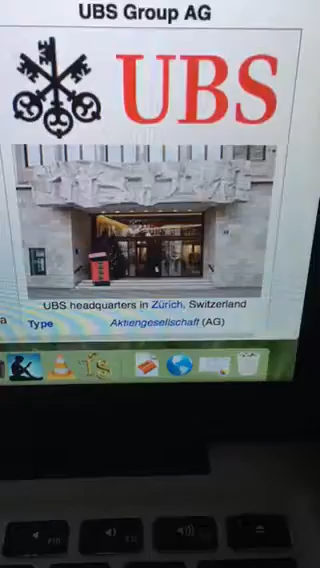 UBS Group AG
UBS
UBS headquarters in Zürich, Switzerland
a
Type Aktiengesellschaft (AG)